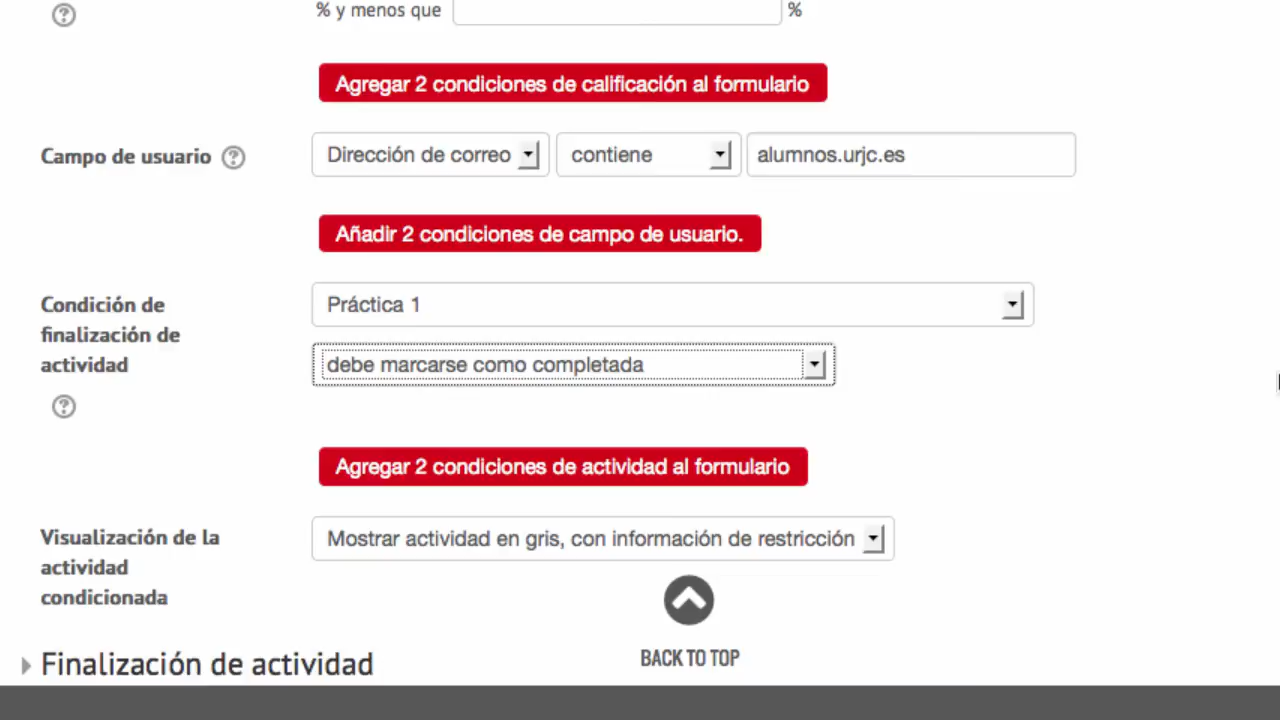 % y menos que %
Agregar 2 condiciones de calificación al formulario
Campo de usuario Dirección de correo contiene alumnos.urjc.es
Añadir 2 condiciones de campo de usuario.
Condición de
finalización de
actividad
Práctica 1
debe marcarse como completada
Agregar 2 condiciones de actividad al formulario
Visualización de la
actividad
condicionada
Mostrar actividad en gris, con información de restricción
BACK TO TOP
Finalización de actividad